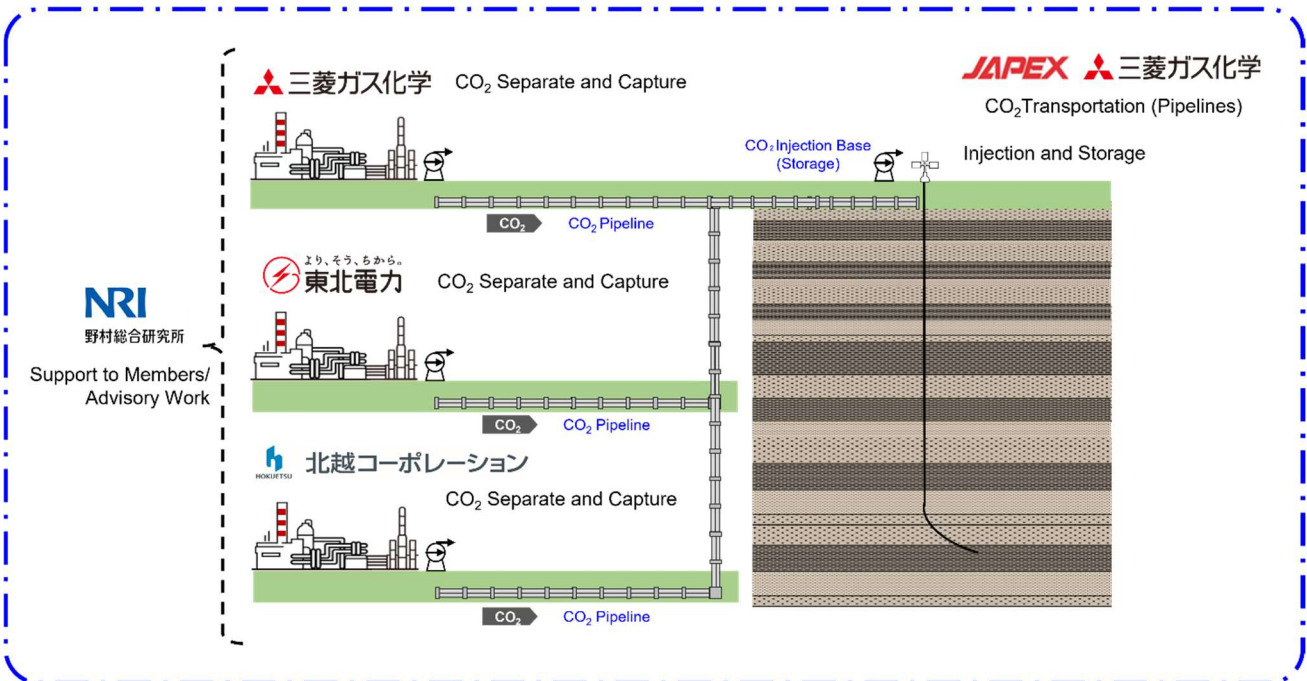 三菱ガス化学
CO₂ Separate and Capture
JAPEX 三菱ガス化学
CO₂Transportation (Pipelines)
CO₂ Injection Base
(Storage)
Injection and Storage
CO₂
CO₂ Pipeline
より、そう、ちから。
東北電力
CO₂ Separate and Capture
NRI
野村総合研究所
Support to Members/
Advisory Work
CO₂
CO₂ Pipeline
HOKUETSU
北越コーポレーション
CO₂ Separate and Capture
CO₂
CO₂ Pipeline